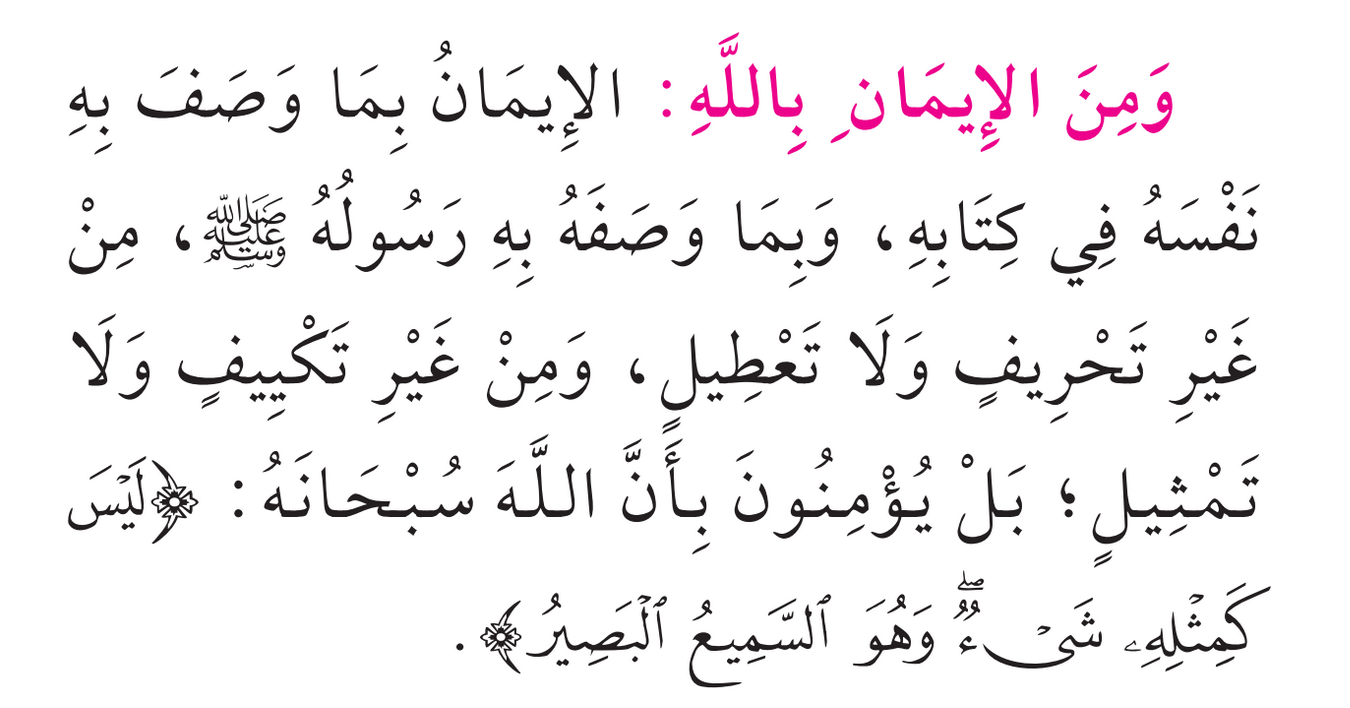 وَمِنَ الإِيمَانِ بِاللَّهِ: الإِيمَانُ بِمَا وَصَفَ بِهِ
نَفْسَهُ فِي كِتَابِهِ، وَبِمَا وَصَفَهُ بِهِ رَسُولُهُ ﷺ، مِنْ
غَيْرِ تَحْرِيفٍ وَلَا تَعْطِيلٍ، وَمِنْ غَيْرِ تَكْيِيفٍ وَلَا
تَمْثِيلٍ؛ بَلْ يُؤْمِنُونَ بِأَنَّ اللَّهَ سُبْحَانَهُ: ﴿لَيْسَ
كَمِثْلِهِۦ شَىْءٌۖ وَهُوَ ٱلسَّمِيعُ ٱلْبَصِيرُ﴾.